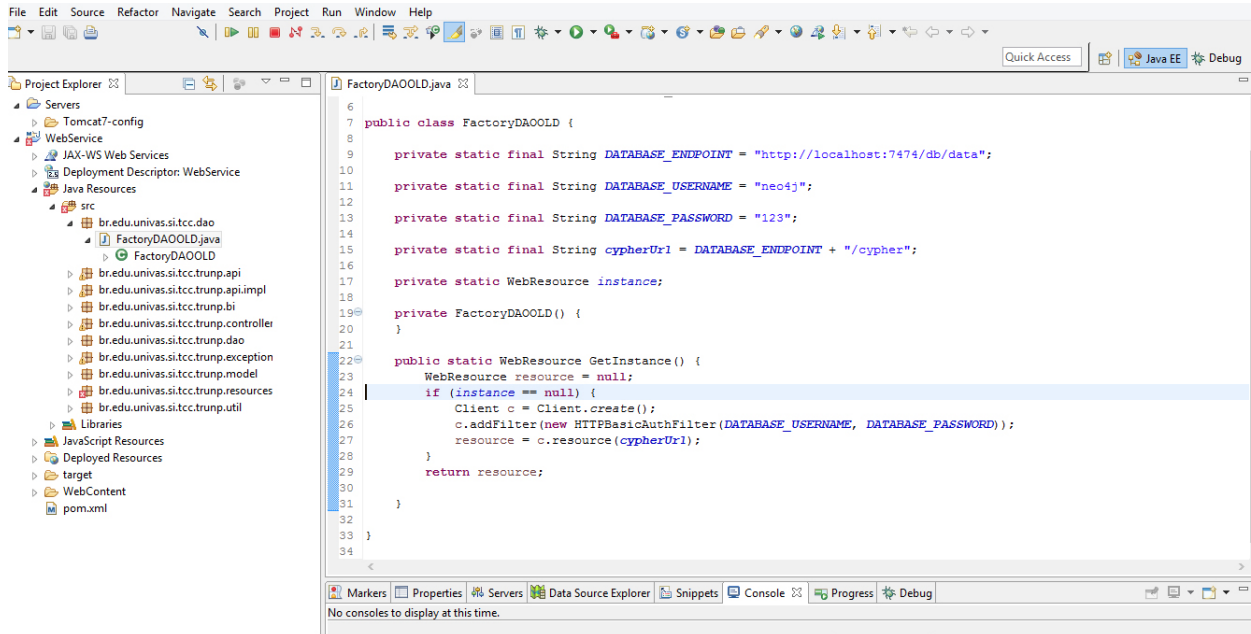 File Edit Source Refactor Navigate Search Project Run Window Help
Quick Access
Java EE
Debug
Project Explorer
Servers
Tomcat7-config
WebService
JAX-WS Web Services
Deployment Descriptor: WebService
Java Resources
src
br.edu.univas.si.tcc.dao
FactoryDAOOLD.java
FactoryDAOOLD
br.edu.univas.si.tcc.trunp.api
br.edu.univas.si.tcc.trunp.api.impl
br.edu.univas.si.tcc.trunp.bi
br.edu.univas.si.tcc.trunp.controller
br.edu.univas.si.tcc.trunp.dao
br.edu.univas.si.tcc.trunp.exception
br.edu.univas.si.tcc.trunp.model
br.edu.univas.si.tcc.trunp.resources
br.edu.univas.si.tcc.trunp.util
Libraries
JavaScript Resources
Deployed Resources
target
WebContent
pom.xml
FactoryDAOOLD.java
6
7 public class FactoryDAOOLD {
8
9 private static final String DATABASE_ENDPOINT = "http://localhost:7474/db/data";
10
11 private static final String DATABASE_USERNAME = "neo4j";
12
13 private static final String DATABASE_PASSWORD = "123";
14
15 private static final String cypherUrl = DATABASE_ENDPOINT + "/cypher";
16
17 private static WebResource instance;
18
19 private FactoryDAOOLD() {
20 }
21
22 public static WebResource GetInstance() {
23 WebResource resource = null;
24 if (instance == null) {
25 Client c = Client.create();
26 c.addFilter(new HTTPBasicAuthFilter(DATABASE_USERNAME, DATABASE_PASSWORD));
27 resource = c.resource(cypherUrl);
28 }
29 return resource;
30
31 }
32
33 }
34
Markers Properties Servers Data Source Explorer Snippets Console Progress Debug
No consoles to display at this time.